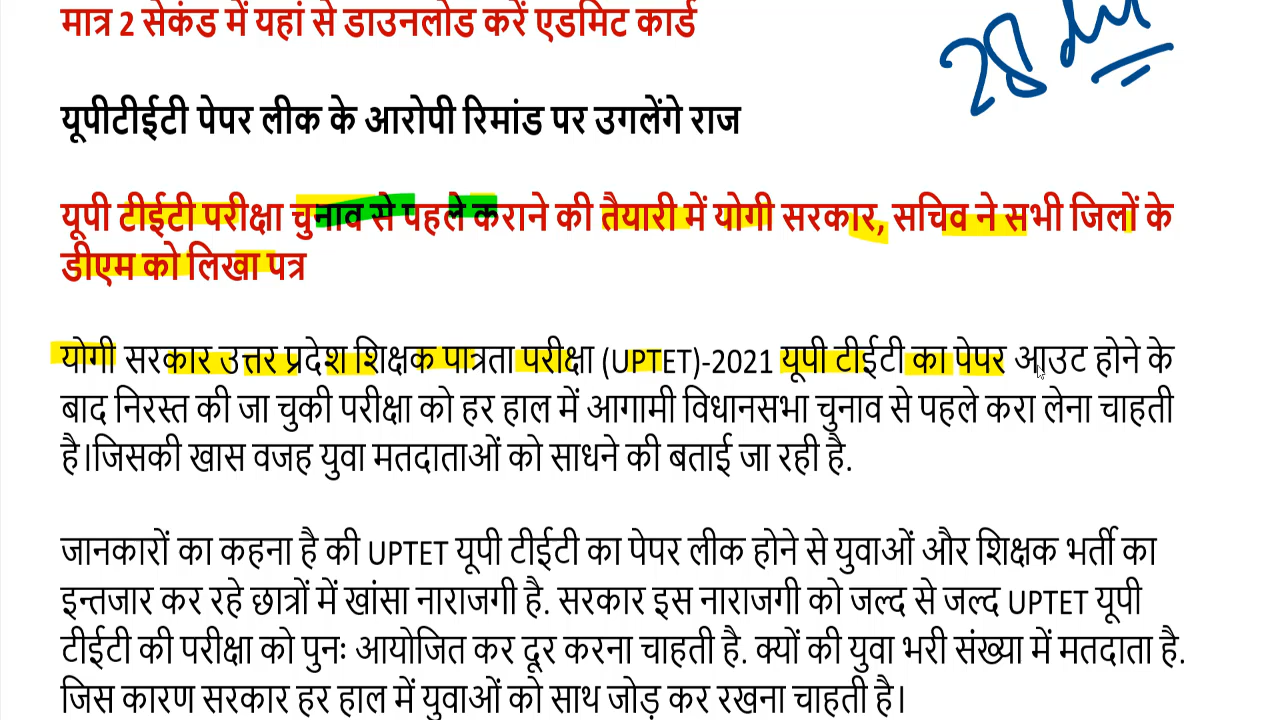 मात्र 2 सेकंड में यहां से डाउनलोड करें एडमिट कार्ड
28
यूपीटीईटी पेपर लीक के आरोपी रिमांड पर उगलेंगे राज
यूपी टीईटी परीक्षा चुनाव से पहले कराने की तैयारी में योगी सरकार, सचिव ने सभी जिलों के
डीएम को लिखा पत्र
योगी सरकार उत्तर प्रदेश शिक्षक पात्रता परीक्षा (UPTET)-2021 यूपी टीईटी का पेपर आउट होने के
बाद निरस्त की जा चुकी परीक्षा को हर हाल में आगामी विधानसभा चुनाव से पहले करा लेना चाहती
है।जिसकी खास वजह युवा मतदाताओं को साधने की बताई जा रही है.
जानकारों का कहना है की UPTET यूपी टीईटी का पेपर लीक होने से युवाओं और शिक्षक भर्ती का
इन्तजार कर रहे छात्रों में खांसा नाराजगी है. सरकार इस नाराजगी को जल्द से जल्द UPTET यूपी
टीईटी की परीक्षा को पुनः आयोजित कर दूर करना चाहती है. क्यों की युवा भरी संख्या में मतदाता है.
जिस कारण सरकार हर हाल में युवाओं को साथ जोड़ कर रखना चाहती है।